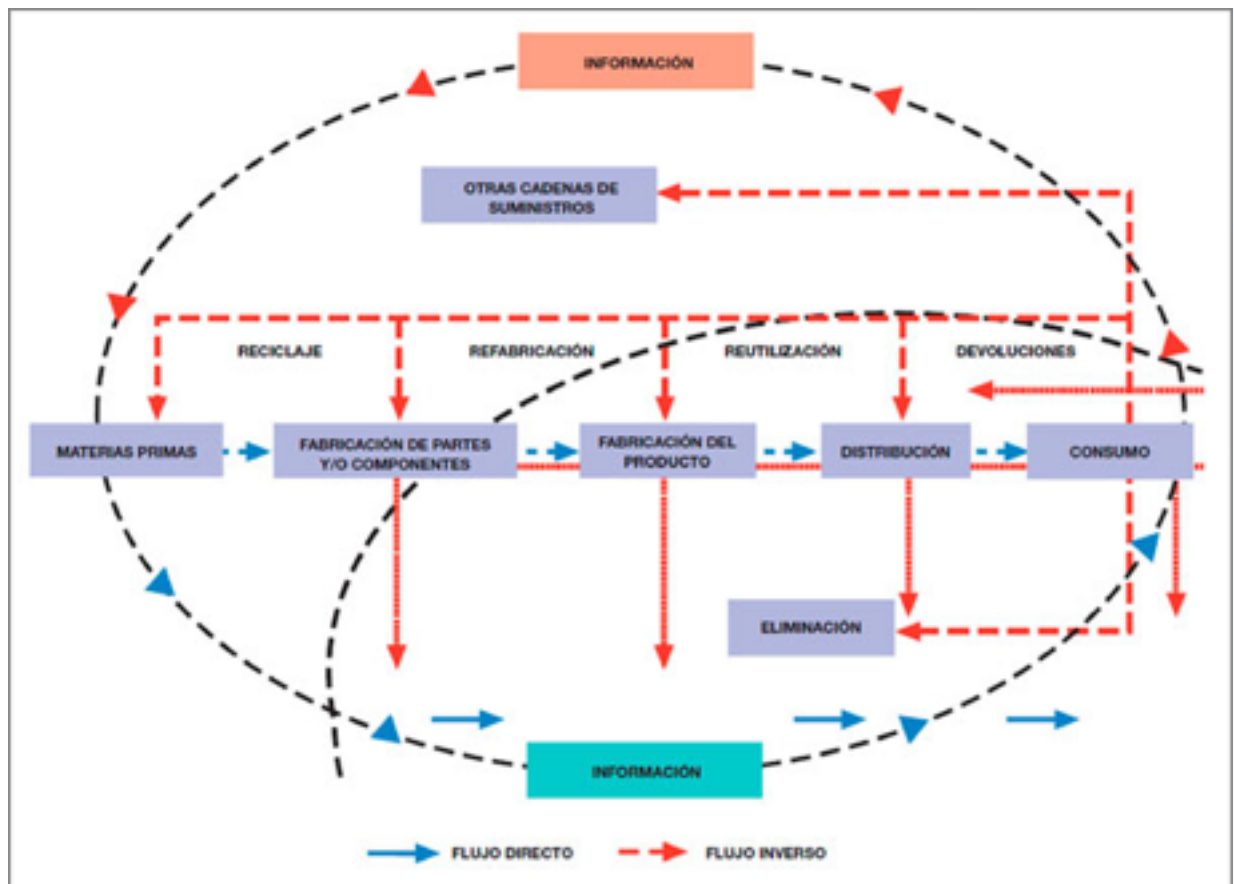 INFORMACIÓN
OTRAS CADENAS DE
SUMINISTROS
RECICLAJE
REFABRICACIÓN
REUTILIZACIÓN
DEVOLUCIONES
MATERIAS PRIMAS
FABRICACIÓN DE PARTES
Y/O COMPONENTES
FABRICACIÓN DEL
PRODUCTO
DISTRIBUCIÓN
CONSUMO
ELIMINACIÓN
INFORMACIÓN
FLUJO DIRECTO
FLUJO INVERSO